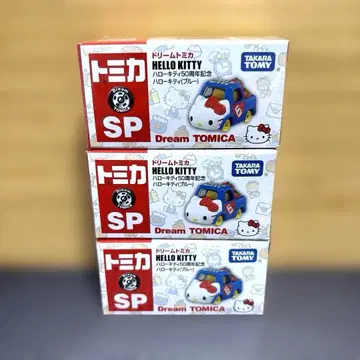 トミカ
Dream TOMICA
SP
ドリームトミカ
HELLO KITTY
ハローキティ50周年記念
ハローキティ(ブルー)
TAKARA TOMY
Dream TOMICA
トミカ
SP
ドリームトミカ
HELLO KITTY
ハローキティ50周年記念
ハローキティ(ブルー)
TAKARA TOMY
Dream TOMICA
トミカ
SP
ドリームトミカ
HELLO KITTY
ハローキティ50周年記念
ハローキティ(ブルー)
TAKARA TOMY
Dream TOMICA